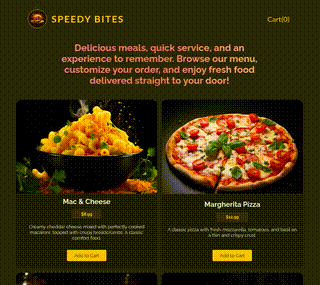 SPEEDY BITES
Cart(0)
Delicious meals, quick service, and an
experience to remember. Browse our menu,
customize your order, and enjoy fresh food
delivered straight to your door!
Mac & Cheese
Creamy cheddar cheese mixed with perfectly cooked
macaroni, topped with crispy breadcrumbs. A classic
comfort food.
Add to Cart
Margherita Pizza
$12.99
A classic pizza with fresh mozzarella, tomatoes, and basil on
a thin and crispy crust.
Add to Cart